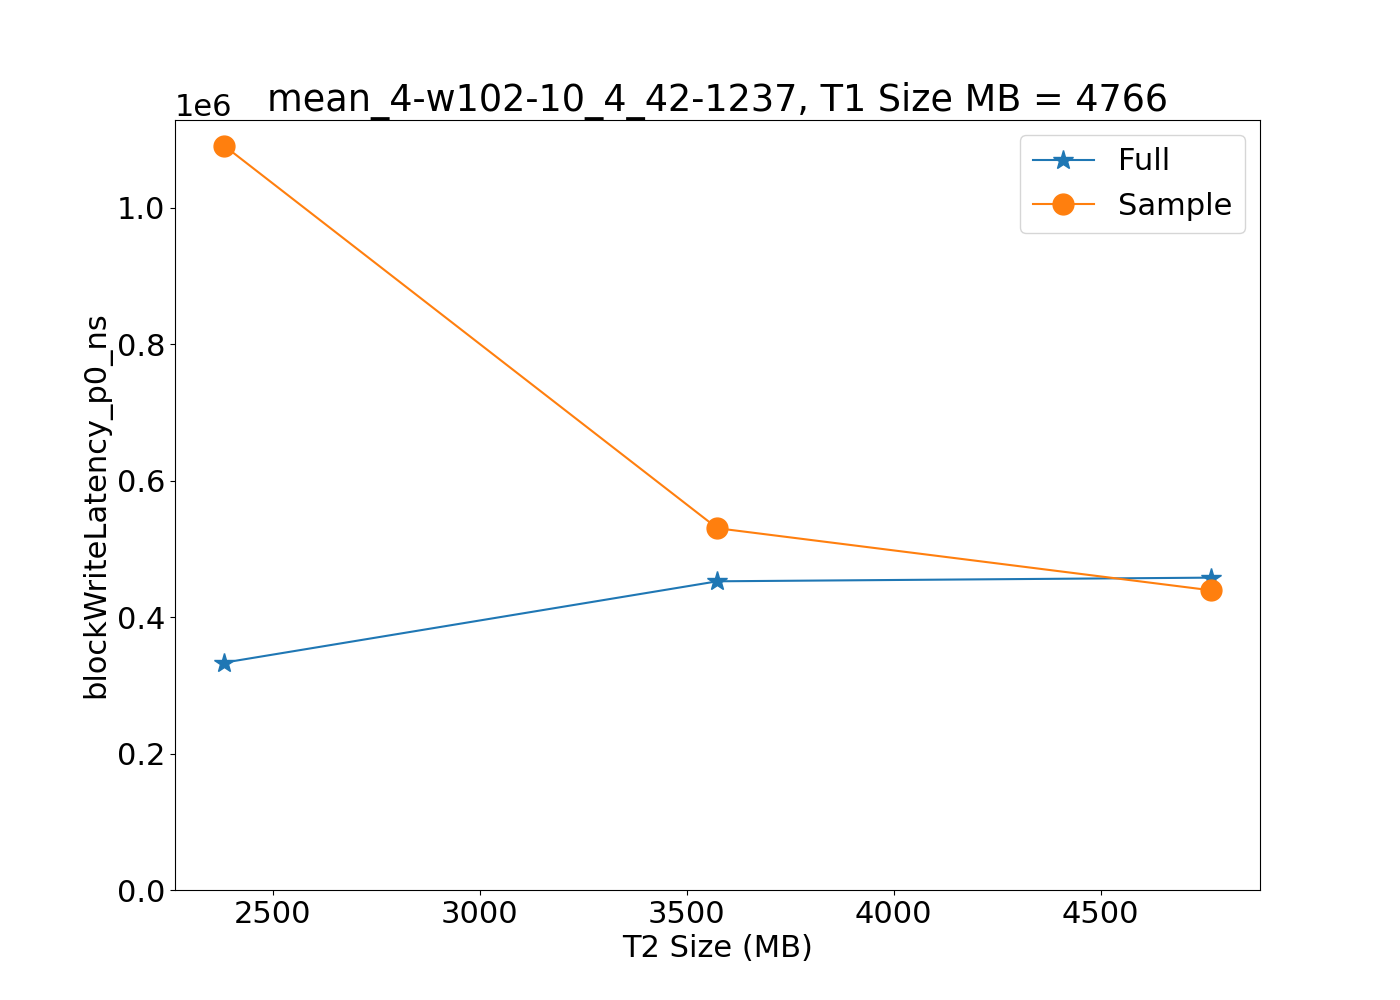 mean_4-w102-10_4_42-1237, T1 Size MB = 4766
1e6
Full
Sample
1.0
0.8
0.6
0.4
0.2
0.0
blockWriteLatency_p0_ns
2500
3000
3500
4000
4500
T2 Size (MB)